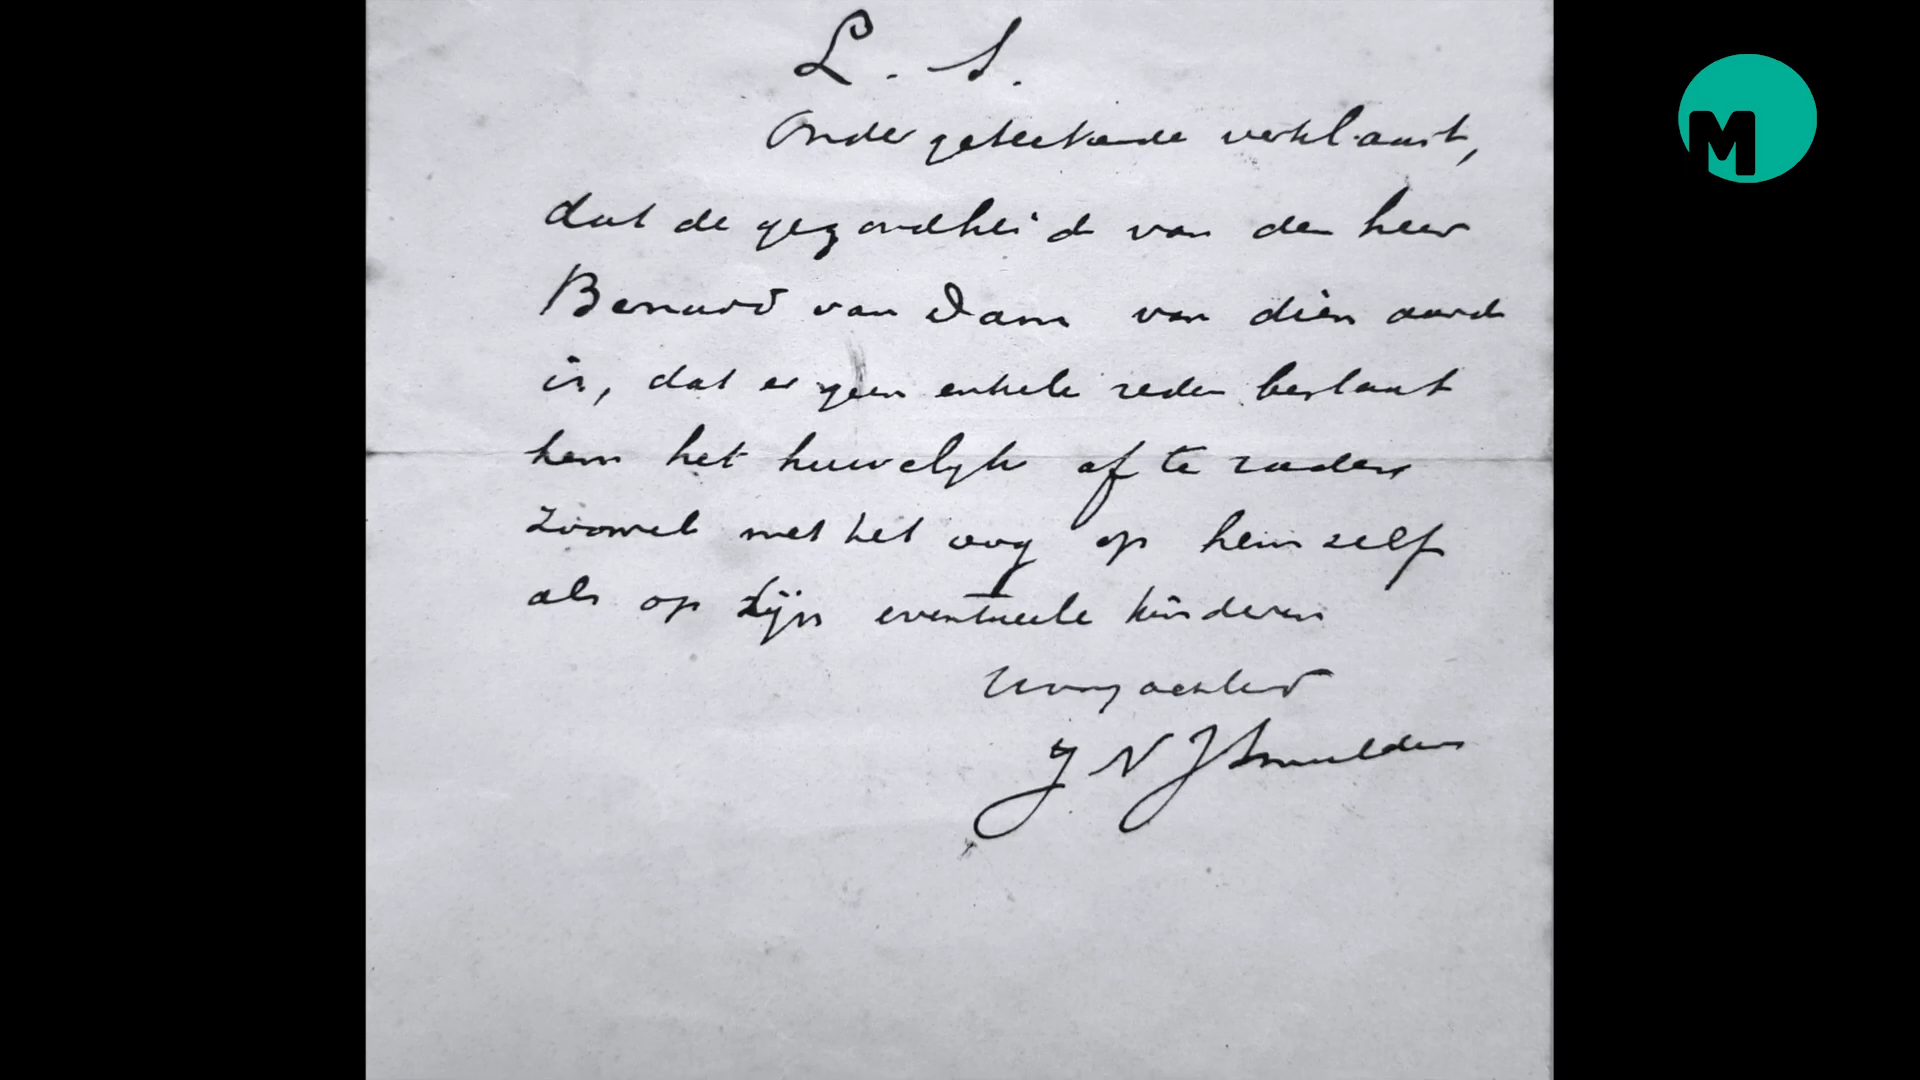 L. S.
Ondergeteekende verklaart,
dat de gezondheid van den heer
Bernard van Dam van dien aard
is, dat er geen enkele reden bestaat
hem het huwelijk af te raden
zoowel met het oog op hem zelf
als op zijn eventueele kinderen
Hoogachtend
J N J Smulders
M